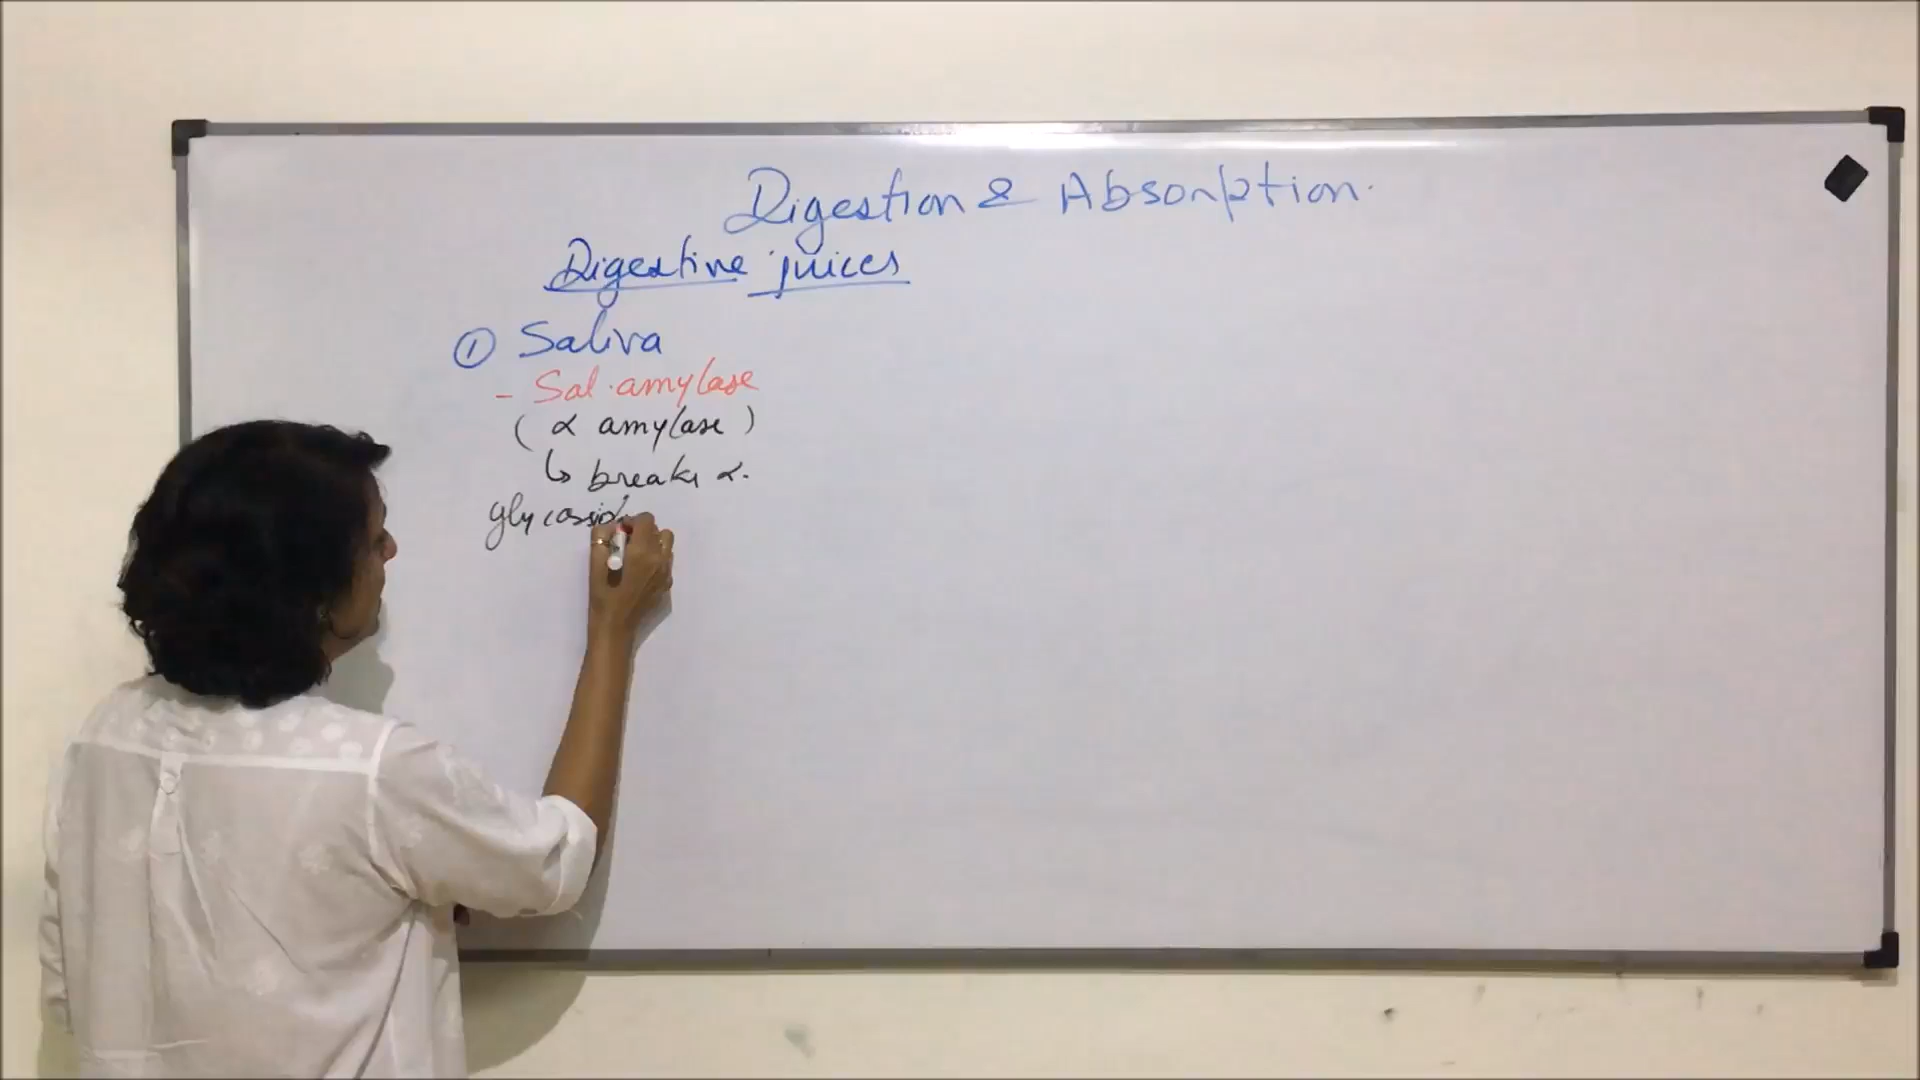 Digestion & Absorption.
Digestive juices
① Saliva
- Sal. amylase
( α amylase )
↳ breaks α.
glycosid